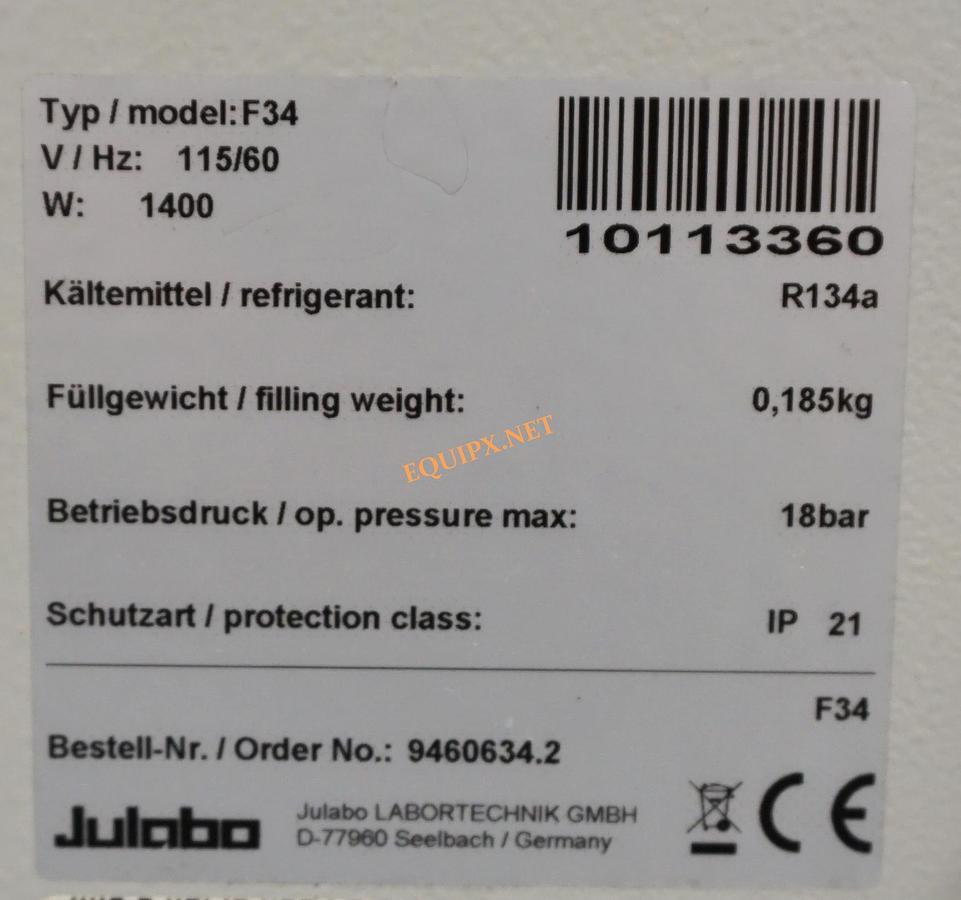 Typ / model: F34
V / Hz: 115/60
W: 1400
10113360
Kältemittel / refrigerant: R134a
Füllgewicht / filling weight: 0,185kg
EQUIPX.NET
Betriebsdruck / op. pressure max: 18bar
Schutzart / protection class: IP 21
F34
Bestell-Nr. / Order No.: 9460634.2
Julabo
Julabo LABORTECHNIK GMBH
D-77960 Seelbach / Germany
CE